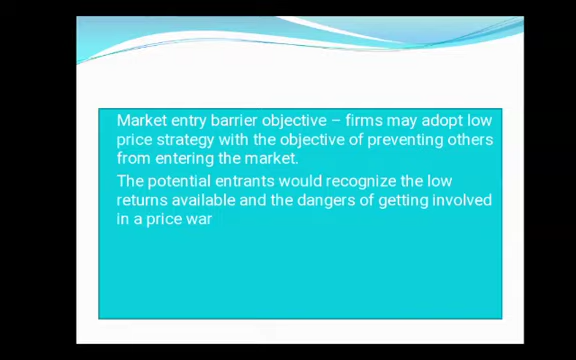 Market entry barrier objective – firms may adopt low
price strategy with the objective of preventing others
from entering the market.
The potential entrants would recognize the low
returns available and the dangers of getting involved
in a price war